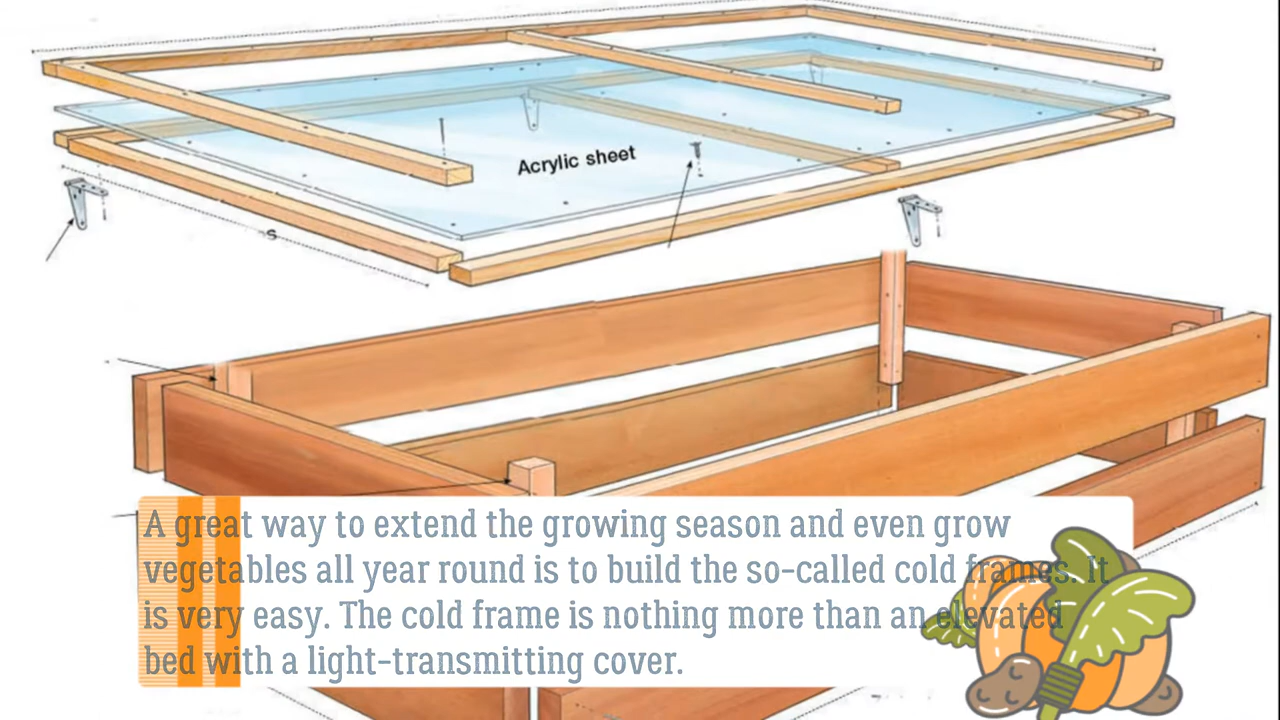 Acrylic sheet
s
A great way to extend the growing season and even grow
vegetables all year round is to build the so-called cold frames. It
is very easy. The cold frame is nothing more than an elevated
bed with a light-transmitting cover.